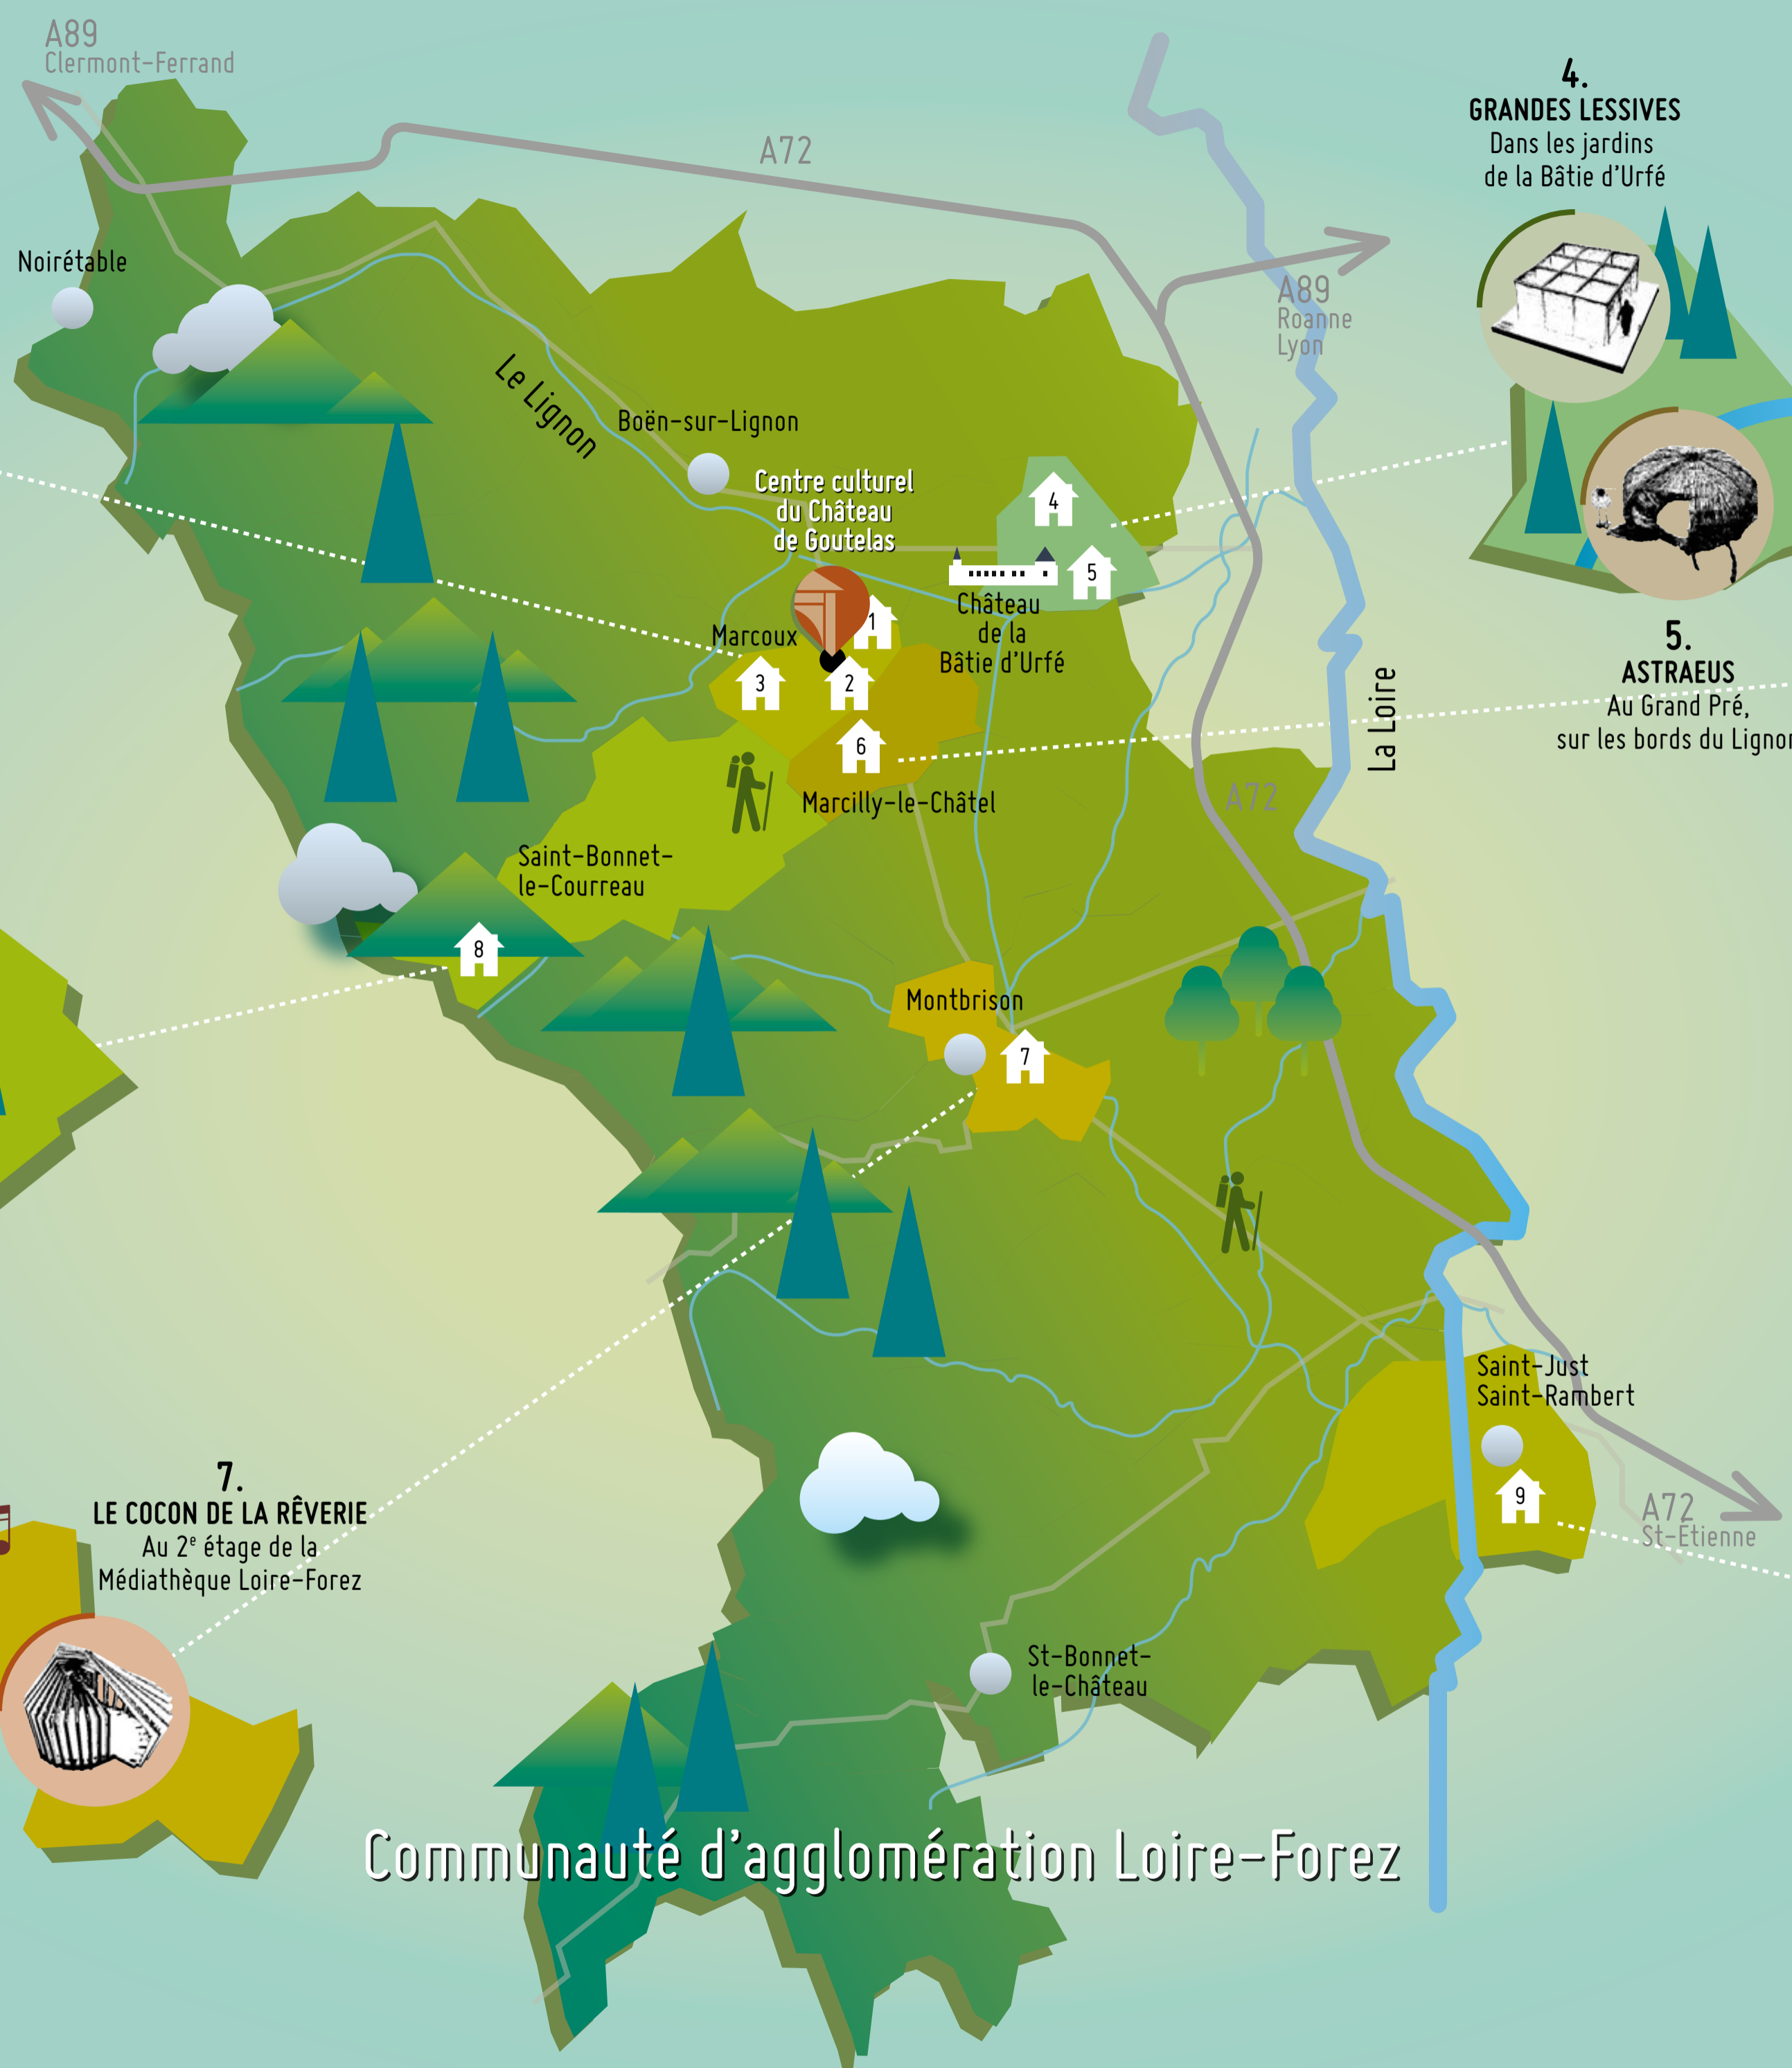 A89
Clermont-Ferrand
A72
4.
GRANDES LESSIVES
Dans les jardins
de la Bâtie d'Urfé
Noirétable
A89
Roanne
Lyon
Le Lignon
Boën-sur-Lignon
Centre culturel
du Château
de Goutelas
4
5
Château
de la
Bâtie d'Urfé
1
Marcoux
3
2
6
Marcilly-le-Châtel
5.
ASTRAEUS
Au Grand Pré,
sur les bords du Lignon
La Loire
A72
Saint-Bonnet-
le-Courreau
8
Montbrison
7
Saint-Just
Saint-Rambert
9
A72
St-Étienne
7.
LE COCON DE LA RÊVERIE
Au 2e étage de la
Médiathèque Loire-Forez
St-Bonnet-
le-Château
Communauté d'agglomération Loire-Forez